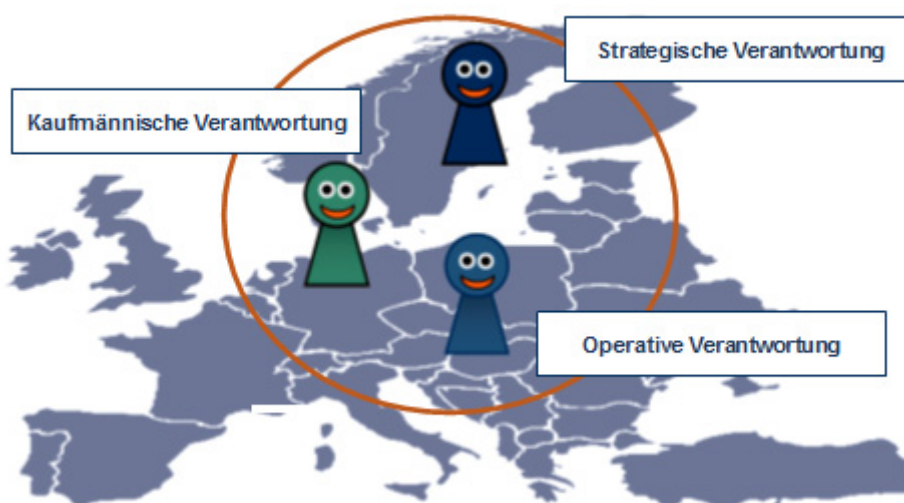 Strategische Verantwortung
Kaufmännische Verantwortung
Operative Verantwortung